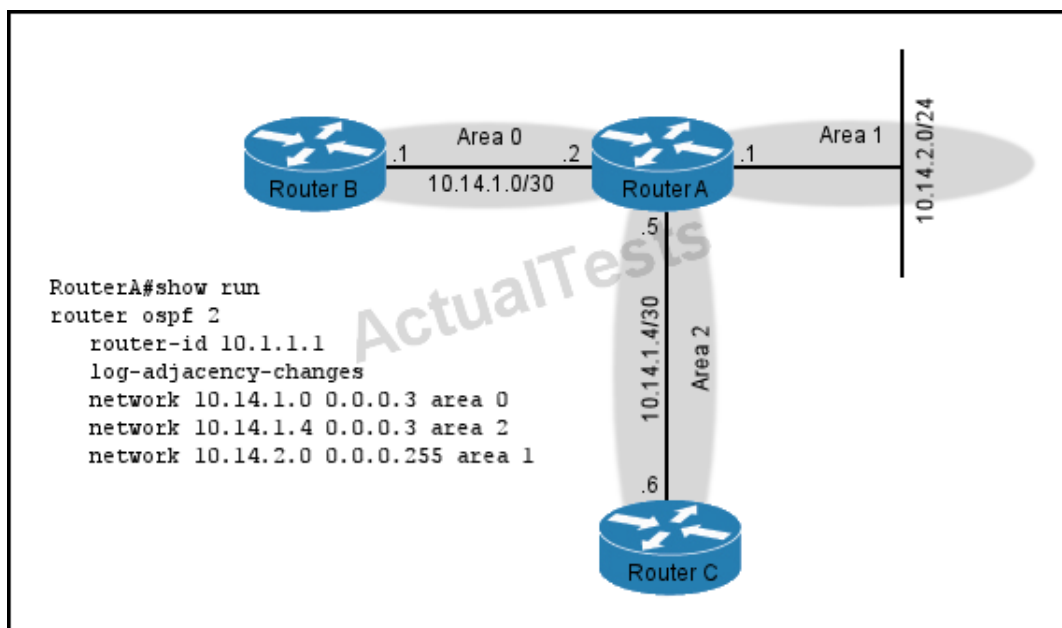 Area 0
Area 1
.1
.2
.1
Router B
10.14.1.0/30
Router A
10.14.2.0/24
.5
ActualTests
10.14.1.4/30
Area 2
.6
Router C
RouterA#show run
router ospf 2
router-id 10.1.1.1
log-adjacency-changes
network 10.14.1.0 0.0.0.3 area 0
network 10.14.1.4 0.0.0.3 area 2
network 10.14.2.0 0.0.0.255 area 1